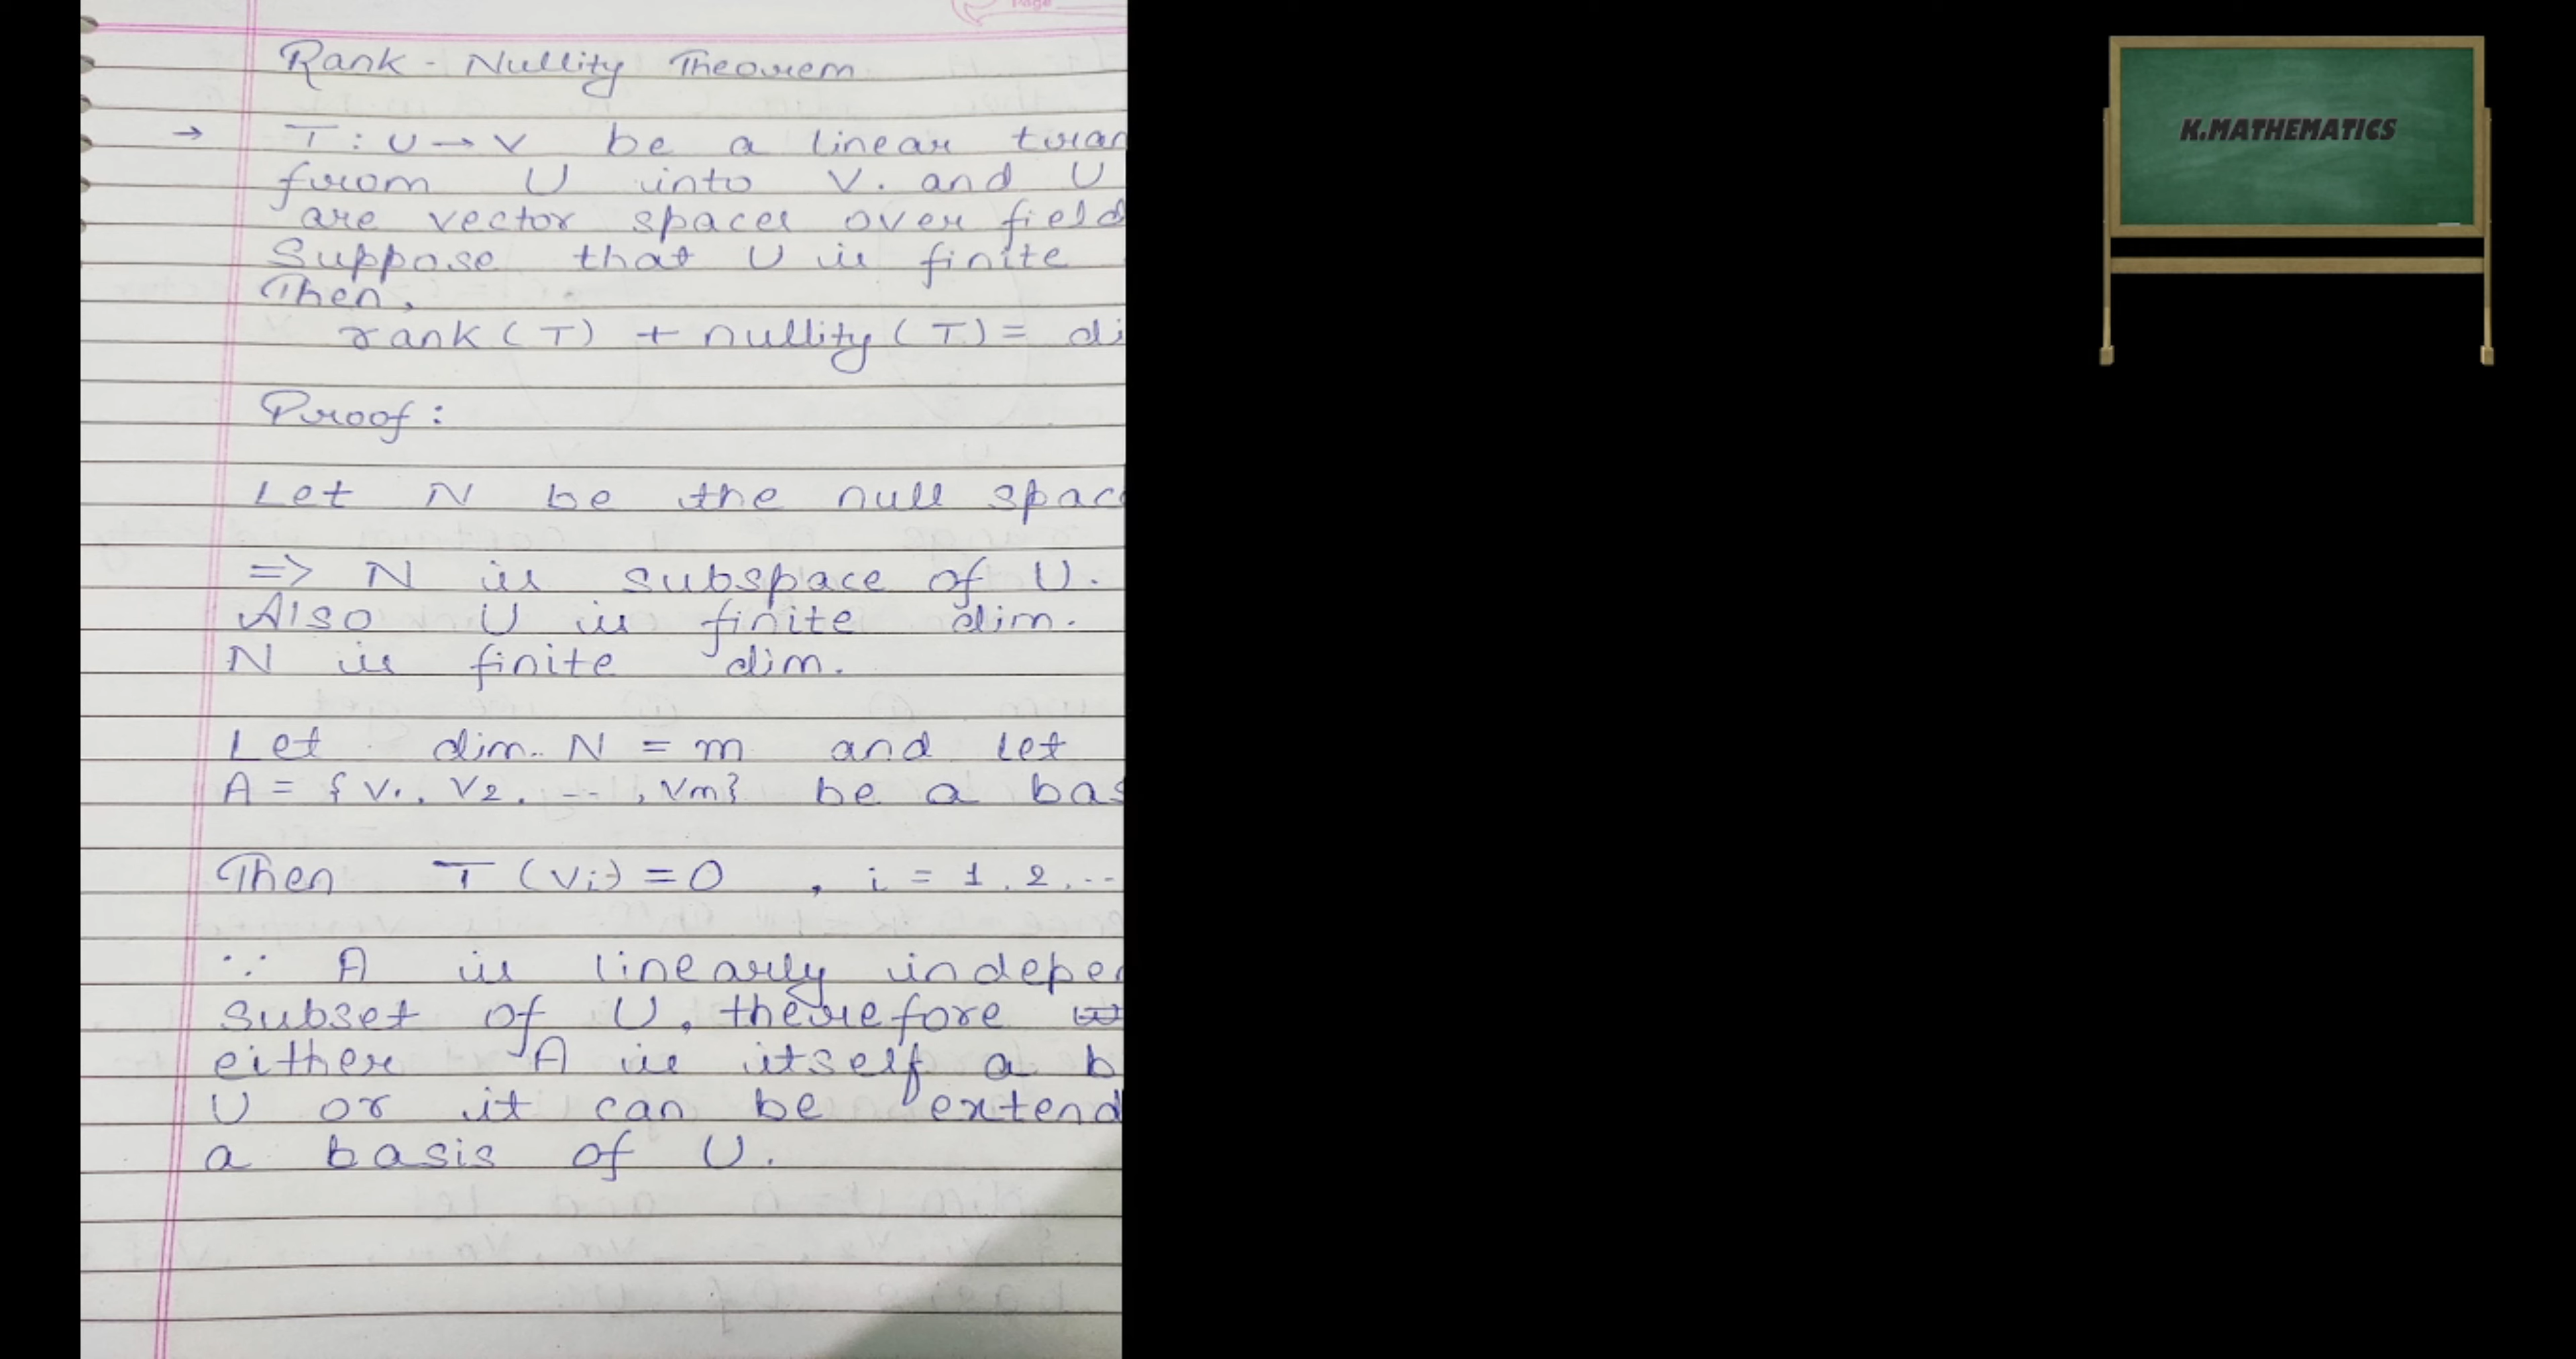 Page
Rank - Nullity Theorem
→ T : U → V be a linear tran
from U into V. and U
are vector spaces over field
Suppose that U is finite
Then,
rank (T) + nullity (T) = di
Proof :
Let N be the null spac
=> N is subspace of U.
Also U is finite dim.
N is finite dim.
Let dim. N = m and let
A = { V1, V2, --- , Vm} be a bas
Then T (Vi) = 0 , i = 1, 2, --
∵ A is linearly indepen
subset of U, therefore
either A is itself a b
U or it can be extend
a basis of U.
K.MATHEMATICS